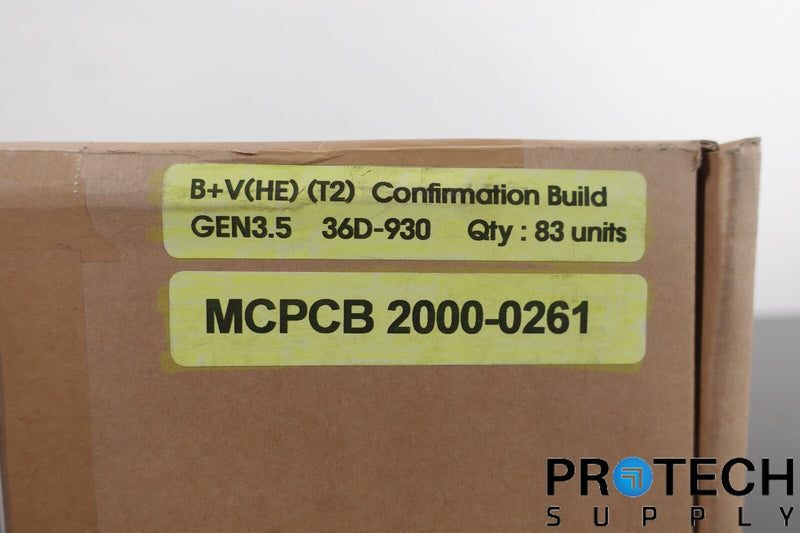 B+V(HE) (T2) Confirmation Build
GEN3.5 36D-930 Qty : 83 units
MCPCB 2000-0261
PROTECH
SUPPLY